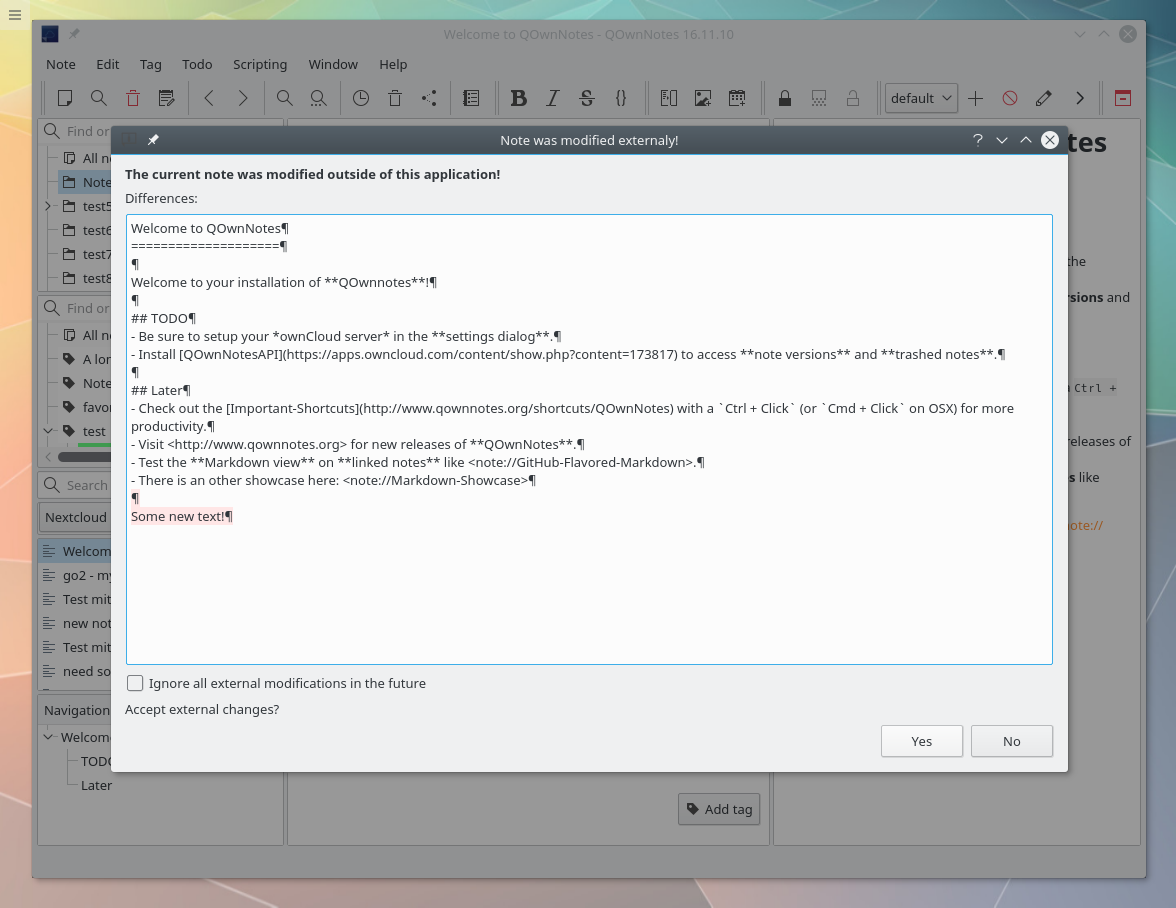 Welcome to QOwnNotes - QOwnNotes 16.11.10
Note Edit Tag Todo Scripting Window Help
default
Note was modified externaly!
The current note was modified outside of this application!
Differences:
Welcome to QOwnNotes¶
====================¶
¶
Welcome to your installation of **QOwnnotes**!¶
¶
## TODO¶
- Be sure to setup your *ownCloud server* in the **settings dialog**.¶
- Install [QOwnNotesAPI](https://apps.owncloud.com/content/show.php?content=173817) to access **note versions** and **trashed notes**.¶
¶
## Later¶
- Check out the [Important-Shortcuts](http://www.qownnotes.org/shortcuts/QOwnNotes) with a `Ctrl + Click` (or `Cmd + Click` on OSX) for more
productivity.¶
- Visit <http://www.qownnotes.org> for new releases of **QOwnNotes**.¶
- Test the **Markdown view** on **linked notes** like <note://GitHub-Flavored-Markdown>.¶
- There is an other showcase here: <note://Markdown-Showcase>¶
¶
Some new text!¶
Ignore all external modifications in the future
Accept external changes?
Yes
No
Find or
All n
Note
test5
test6
test7
test8
Find or
All n
A lor
Note
favor
test
Search
Nextcloud
Welcom
go2 - my
Test mit
new not
Test mit
need so
Navigation
Welcome
TODO
Later
Add tag
tes
the
rsions and
Ctrl +
releases of
s like
note://